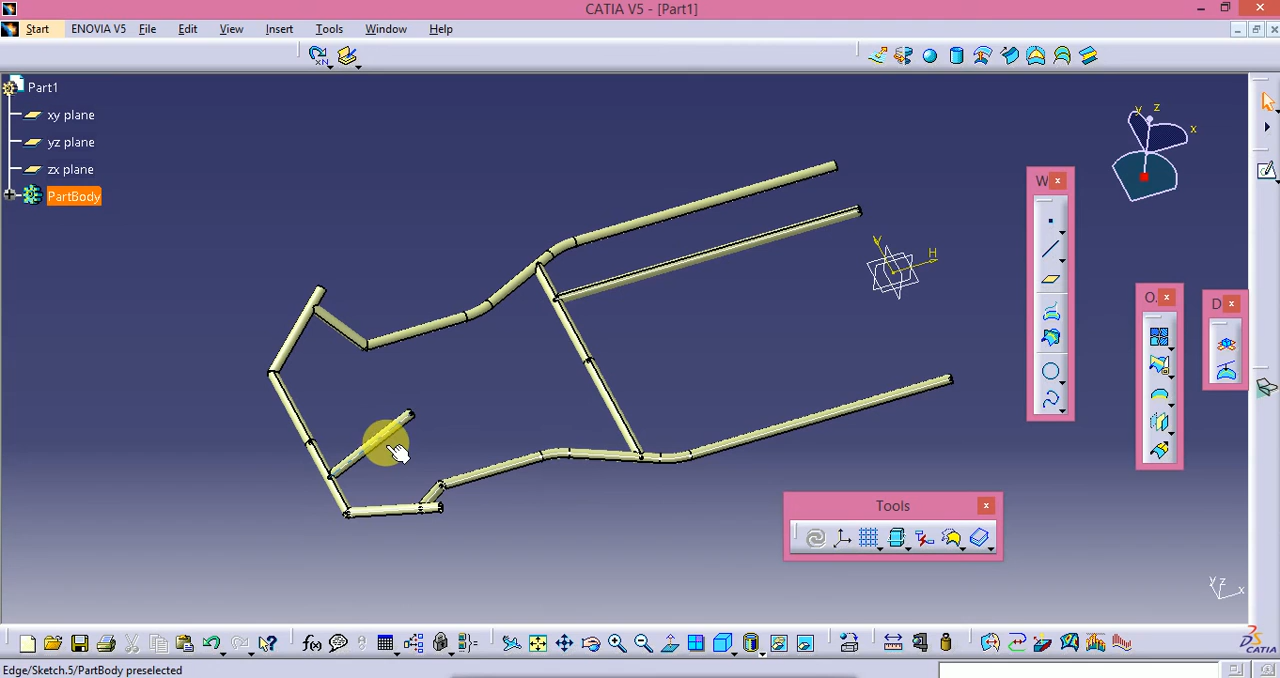 CATIA V5 - [Part1]
Start ENOVIA V5 File Edit View Insert Tools Window Help
Part1
xy plane
yz plane
zx plane
PartBody
y z x
W...
y H
O...
D
Tools
y z x
f(x)
CATIA
Edge/Sketch.5/PartBody preselected